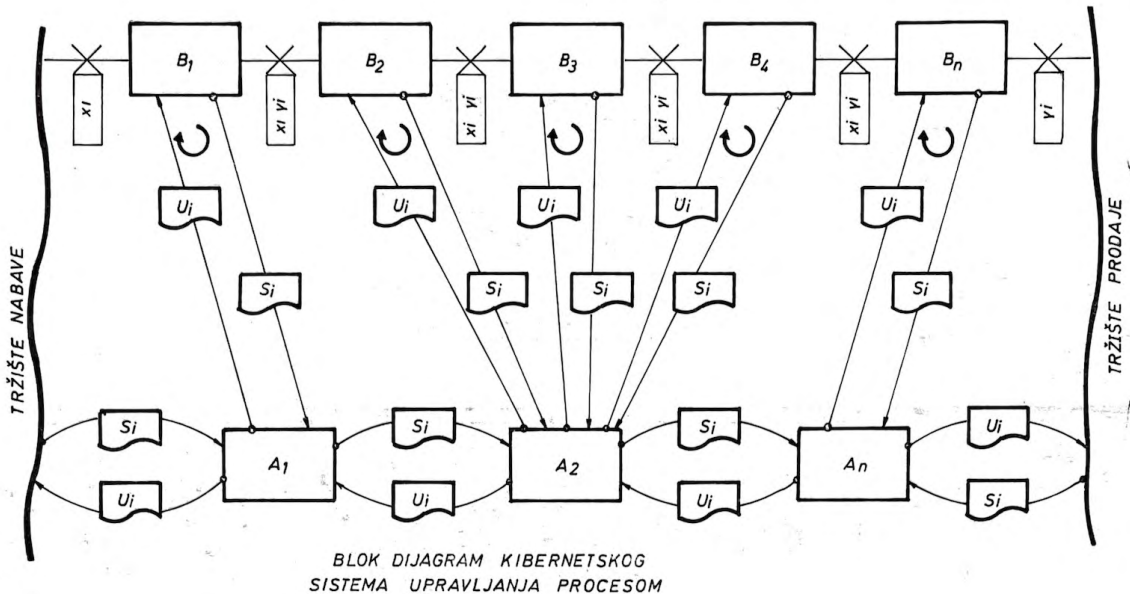 B1
B2
B3
B4
Bn
xi
xi yi
xi yi
xi yi
xi yi
yi
Ui
Ui
Ui
Ui
Ui
Si
Si
Si
Si
Si
TRŽIŠTE NABAVE
TRŽIŠTE PRODAJE
Si
Si
Si
Ui
A1
A2
An
Ui
Ui
Ui
Si
BLOK DIJAGRAM KIBERNETSKOG
SISTEMA UPRAVLJANJA PROCESOM